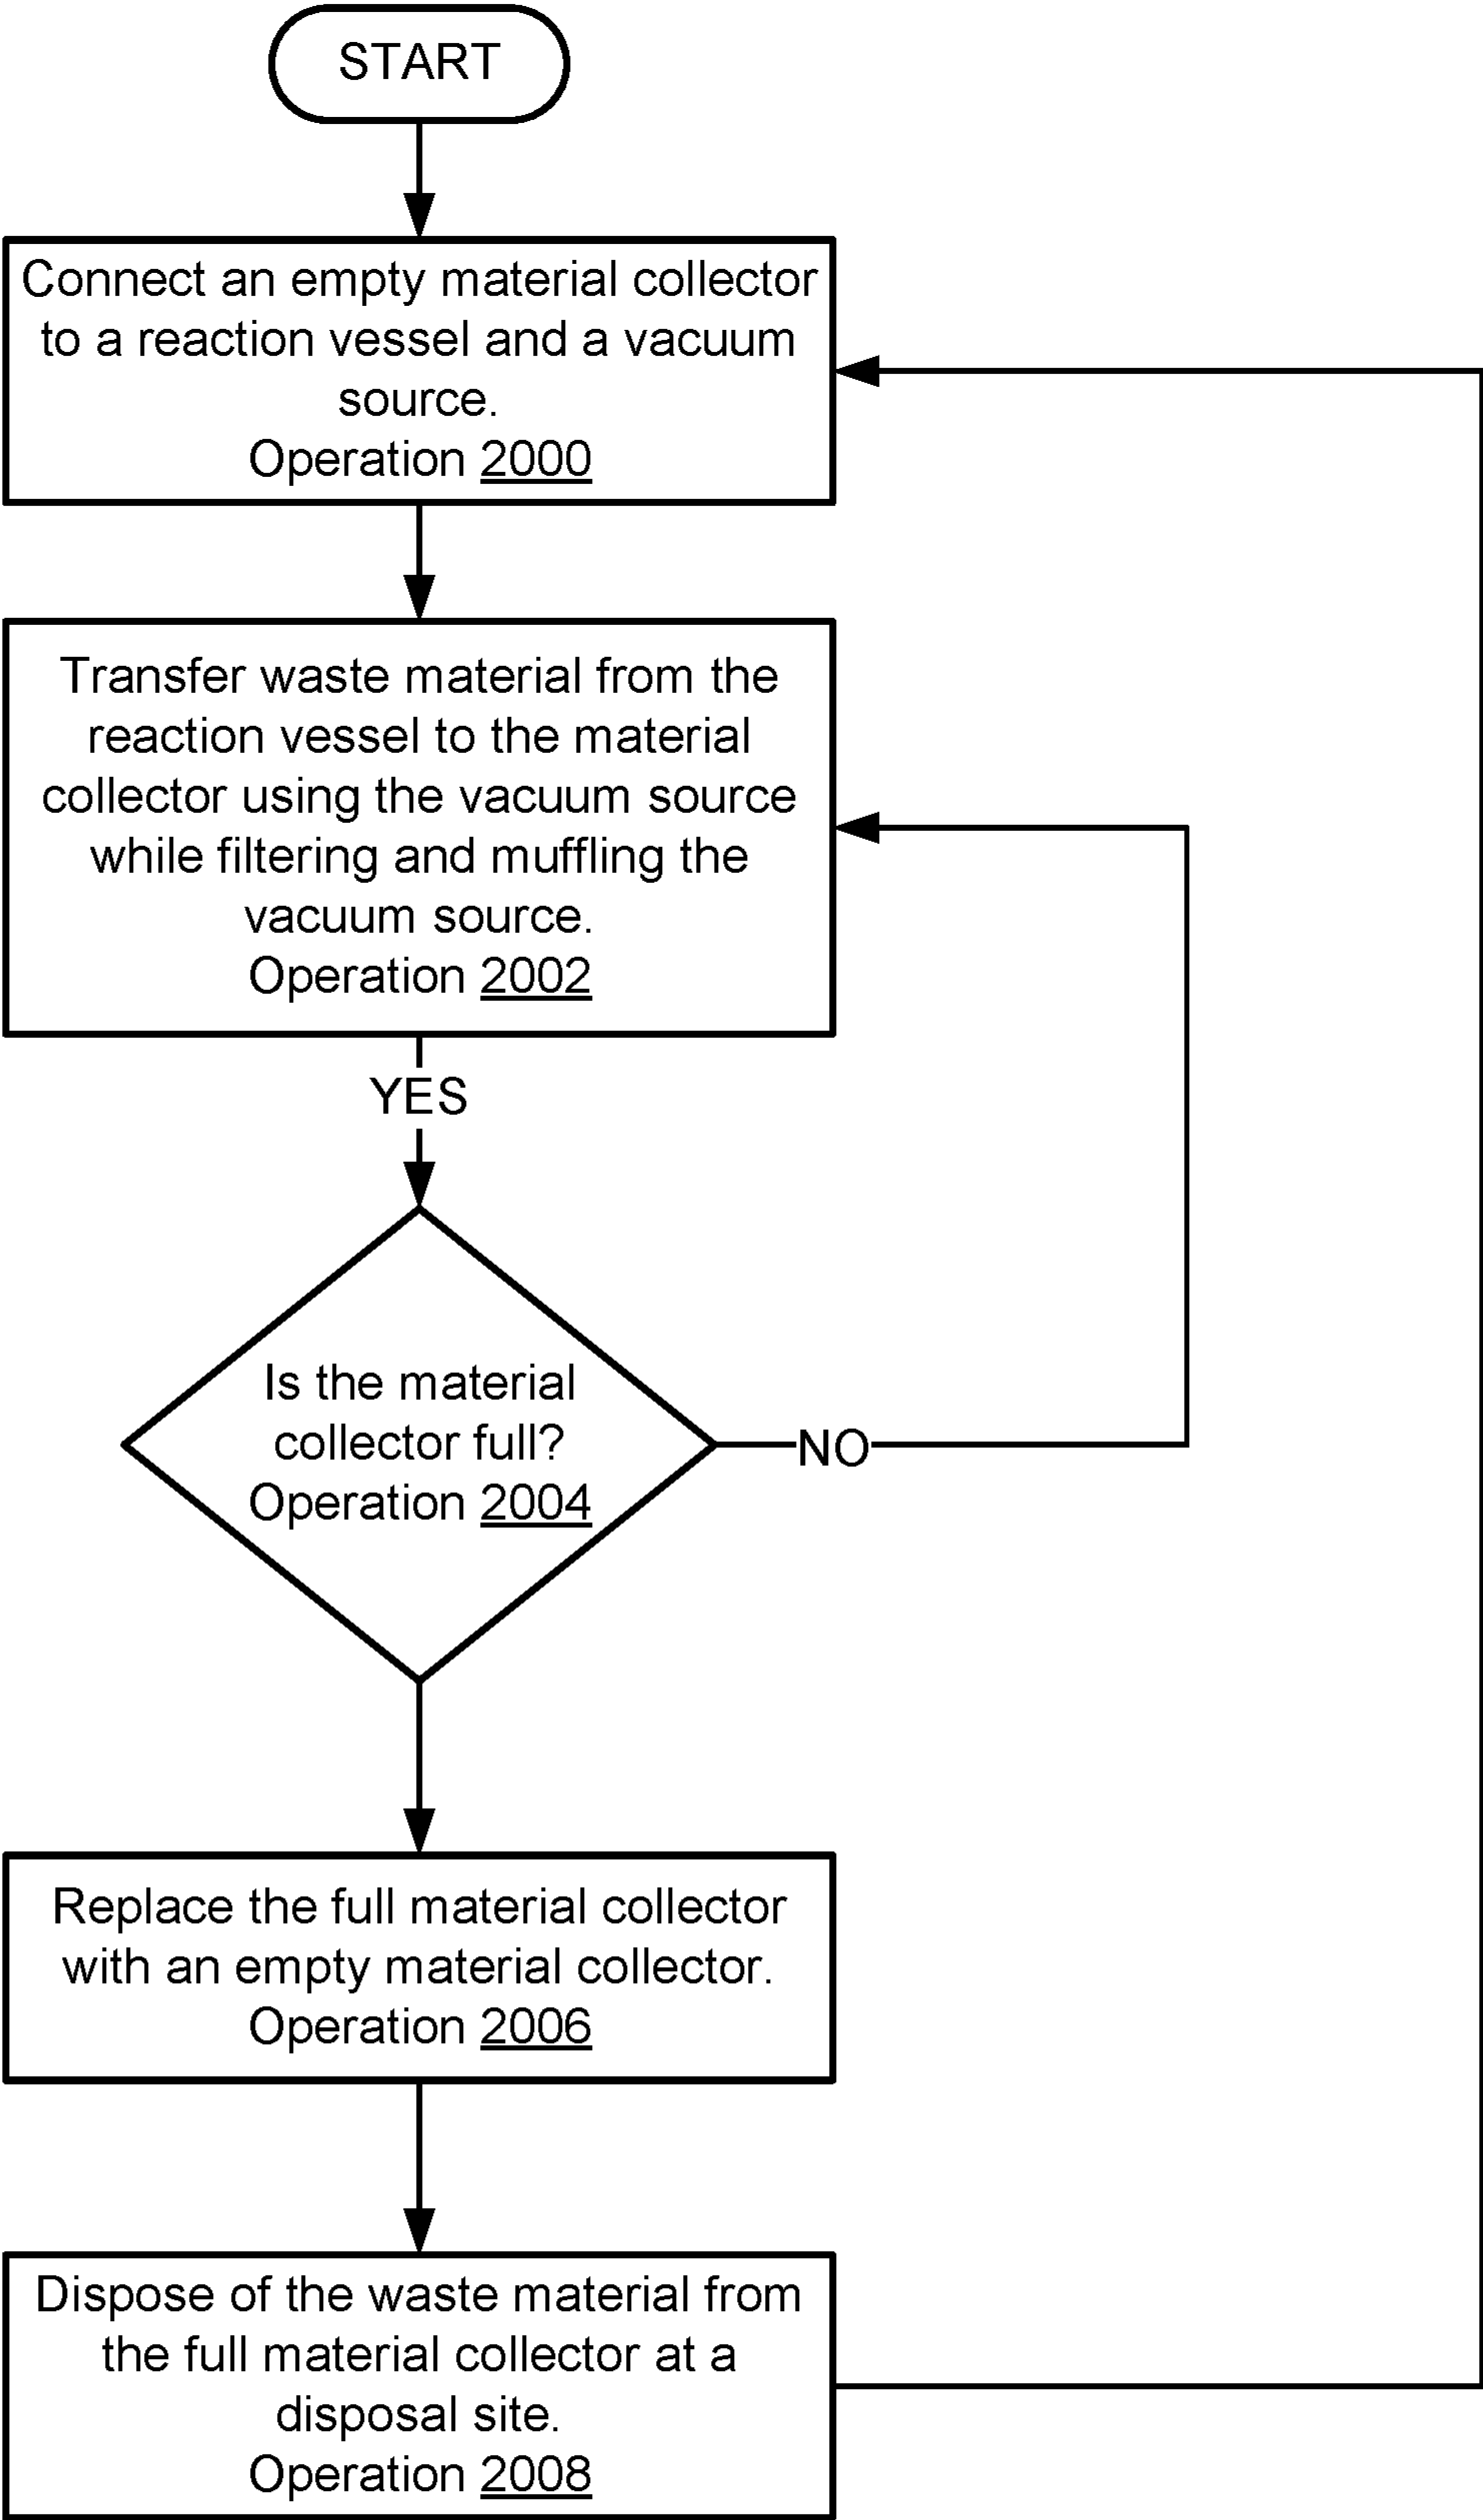 START
Connect an empty material collector
to a reaction vessel and a vacuum
source.
Operation 2000
Transfer waste material from the
reaction vessel to the material
collector using the vacuum source
while filtering and muffling the
vacuum source.
Operation 2002
YES
Is the material
collector full?
Operation 2004
NO
Replace the full material collector
with an empty material collector.
Operation 2006
Dispose of the waste material from
the full material collector at a
disposal site.
Operation 2008